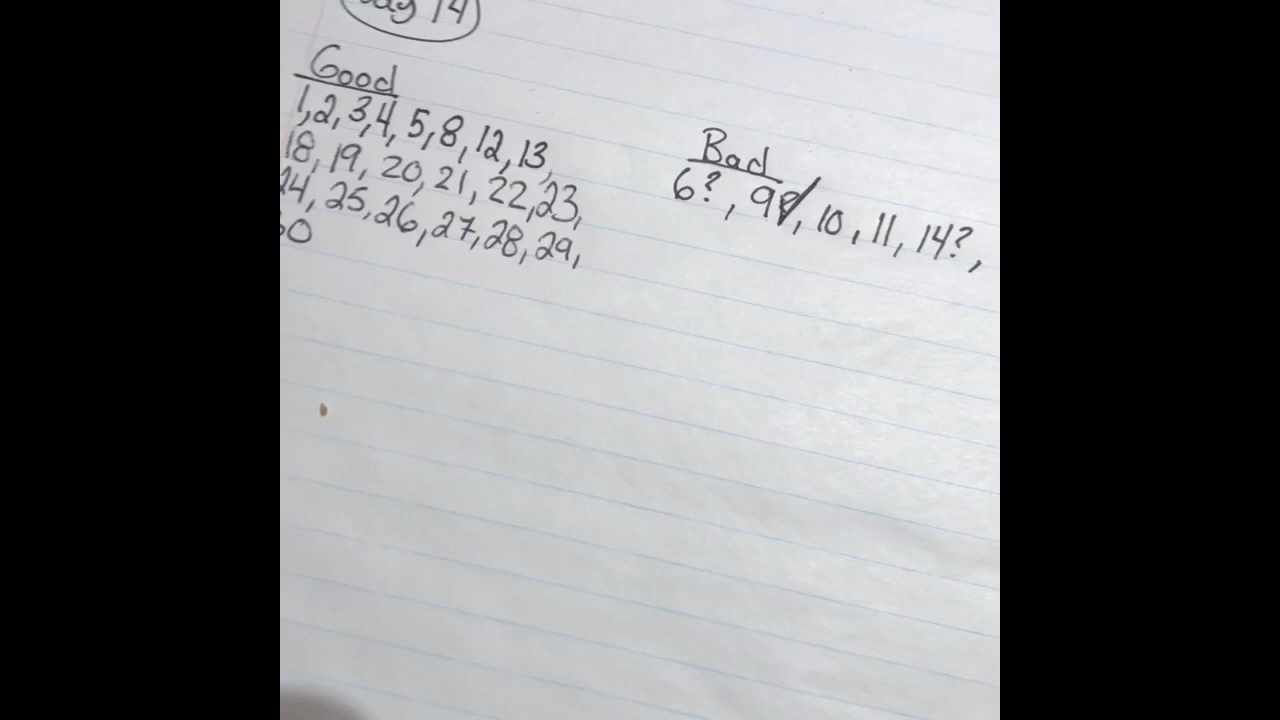 14
Good
1, 2, 3, 4, 5, 8, 12, 13,
18, 19, 20, 21, 22, 23,
24, 25, 26, 27, 28, 29,
30
Bad
6?, 9, 10, 11, 14?,